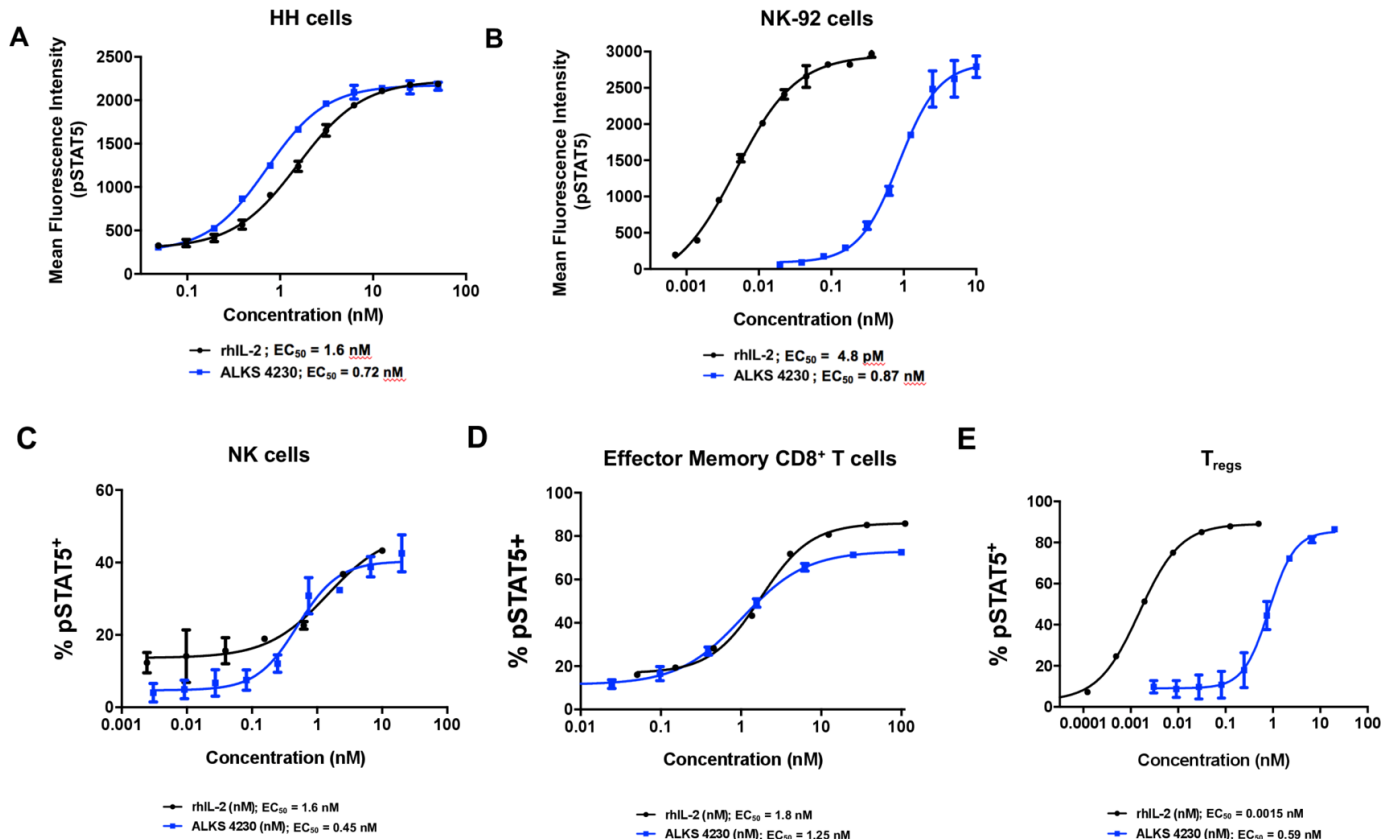 A
HH cells
Mean Fluorescence Intensity
(pSTAT5)
2500
2000
1500
1000
500
0
0.1 1 10 100
Concentration (nM)
rhIL-2 ; EC50 = 1.6 nM
ALKS 4230; EC50 = 0.72 nM
B
NK-92 cells
Mean Fluorescence Intensity
(pSTAT5)
3000
2500
2000
1500
1000
500
0
0.001 0.01 0.1 1 10
Concentration (nM)
rhIL-2 ; EC50 = 4.8 pM
ALKS 4230 ; EC50 = 0.87 nM
C
NK cells
% pSTAT5+
60
40
20
0
0.001 0.01 0.1 1 10 100
Concentration (nM)
rhIL-2 (nM); EC50 = 1.6 nM
ALKS 4230 (nM); EC50 = 0.45 nM
D
Effector Memory CD8+ T cells
% pSTAT5+
100
80
60
40
20
0
0.01 0.1 1 10 100
Concentration (nM)
rhIL-2 (nM); EC50 = 1.8 nM
ALKS 4230 (nM); EC50 = 1.25 nM
E
Tregs
% pSTAT5+
100
80
60
40
20
0
0.0001 0.001 0.01 0.1 1 10 100
Concentration (nM)
rhIL-2 (nM); EC50 = 0.0015 nM
ALKS 4230 (nM); EC50 = 0.59 nM